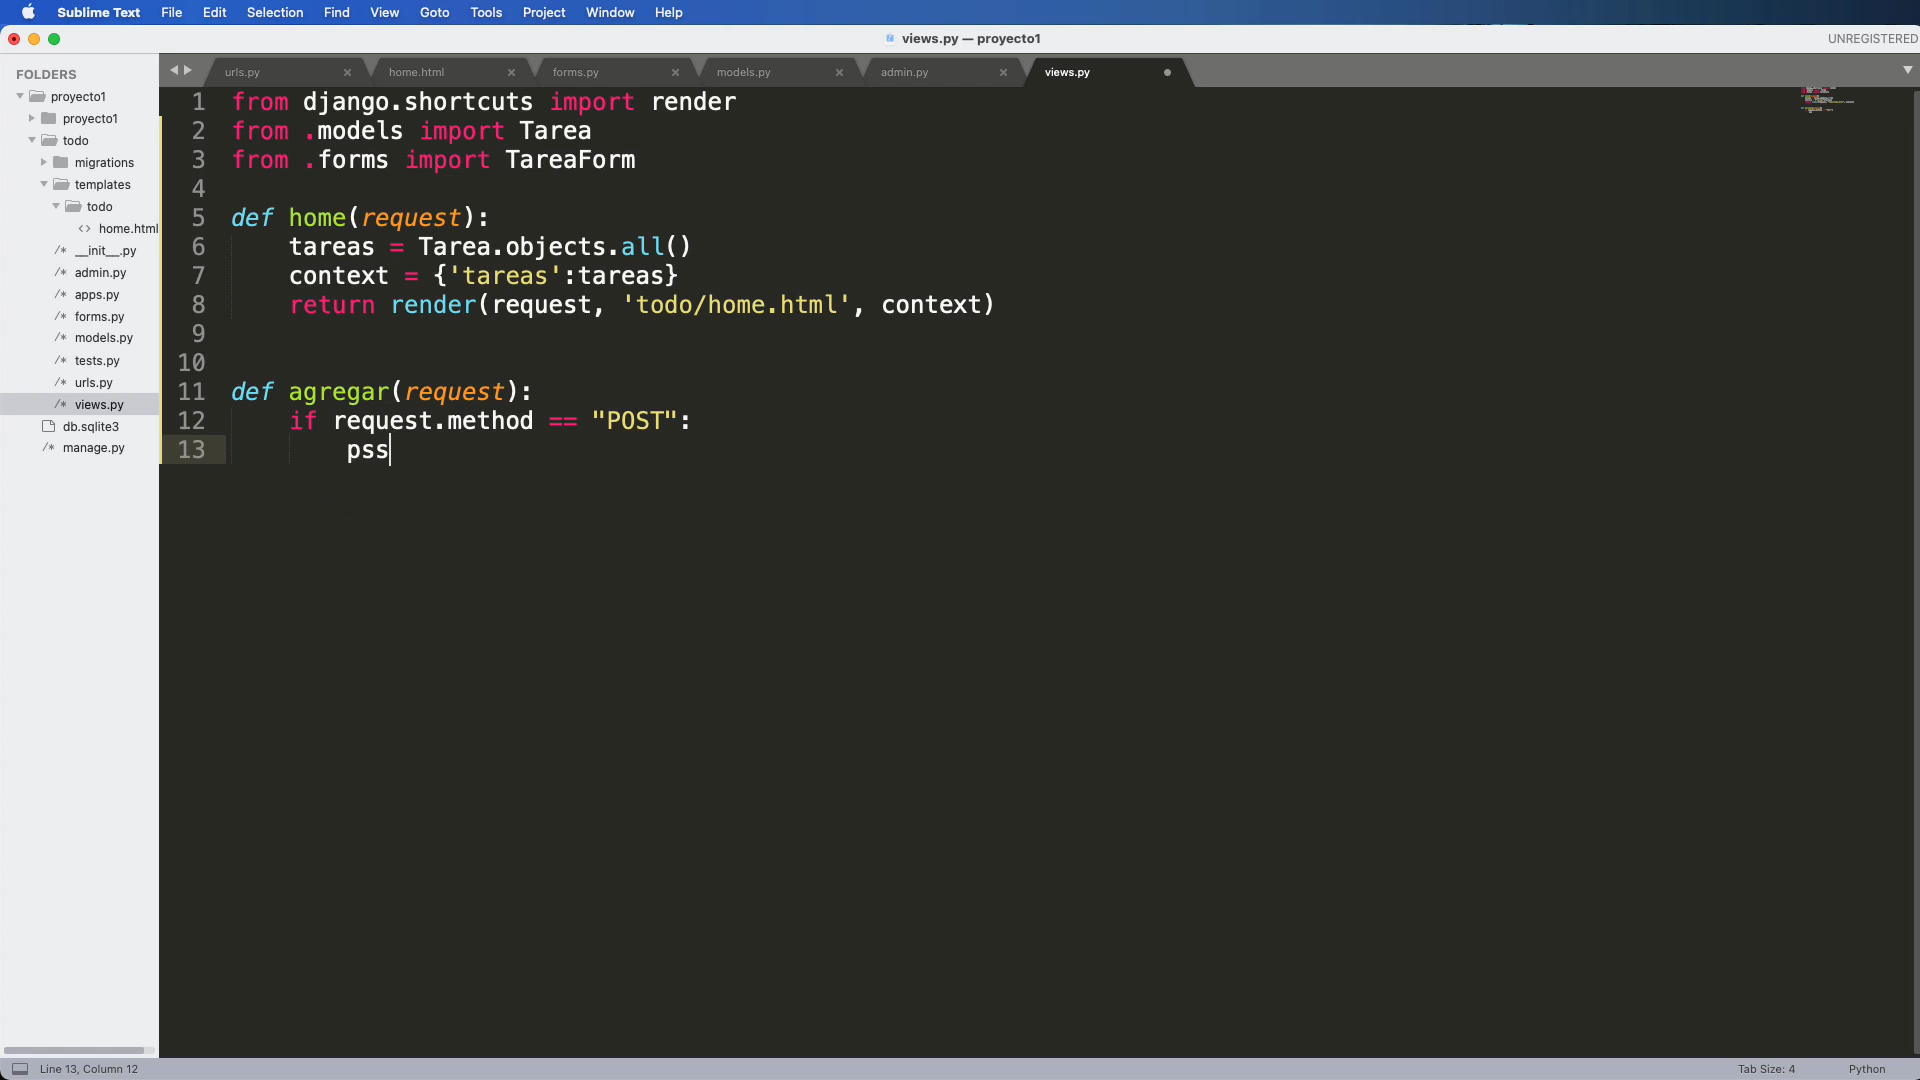 Sublime Text File Edit Selection Find View Goto Tools Project Window Help
views.py — proyecto1 UNREGISTERED
FOLDERS
proyecto1
proyecto1
todo
migrations
templates
todo
<> home.html
/* __init__.py
/* admin.py
/* apps.py
/* forms.py
/* models.py
/* tests.py
/* urls.py
/* views.py
db.sqlite3
/* manage.py
urls.py × home.html × forms.py × models.py × admin.py × views.py
1 from django.shortcuts import render
2 from .models import Tarea
3 from .forms import TareaForm
4
5 def home(request):
6     tareas = Tarea.objects.all()
7     context = {'tareas':tareas}
8     return render(request, 'todo/home.html', context)
9
10
11 def agregar(request):
12     if request.method == "POST":
13         pss
Line 13, Column 12 Tab Size: 4 Python